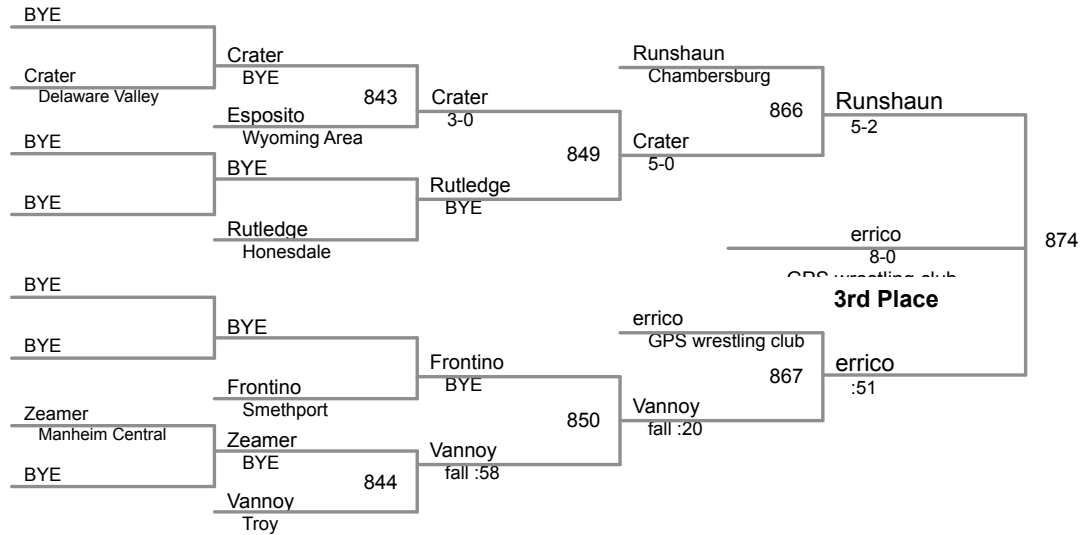 BYE
Crater
Delaware Valley
BYE
BYE
BYE
BYE
Zeamer
Manheim Central
BYE
Crater
BYE
843
Esposito
Wyoming Area
BYE
Rutledge
Honesdale
BYE
Frontino
Smethport
Zeamer
BYE
844
Vannoy
Troy
Crater
3-0
849
Rutledge
BYE
Frontino
BYE
850
Vannoy
fall :58
Runshaun
Chambersburg
866
Crater
5-0
errico
GPS wrestling club
867
Vannoy
fall :20
Runshaun
5-2
errico
:51
874
errico
8-0
GPS wrestling club
3rd Place